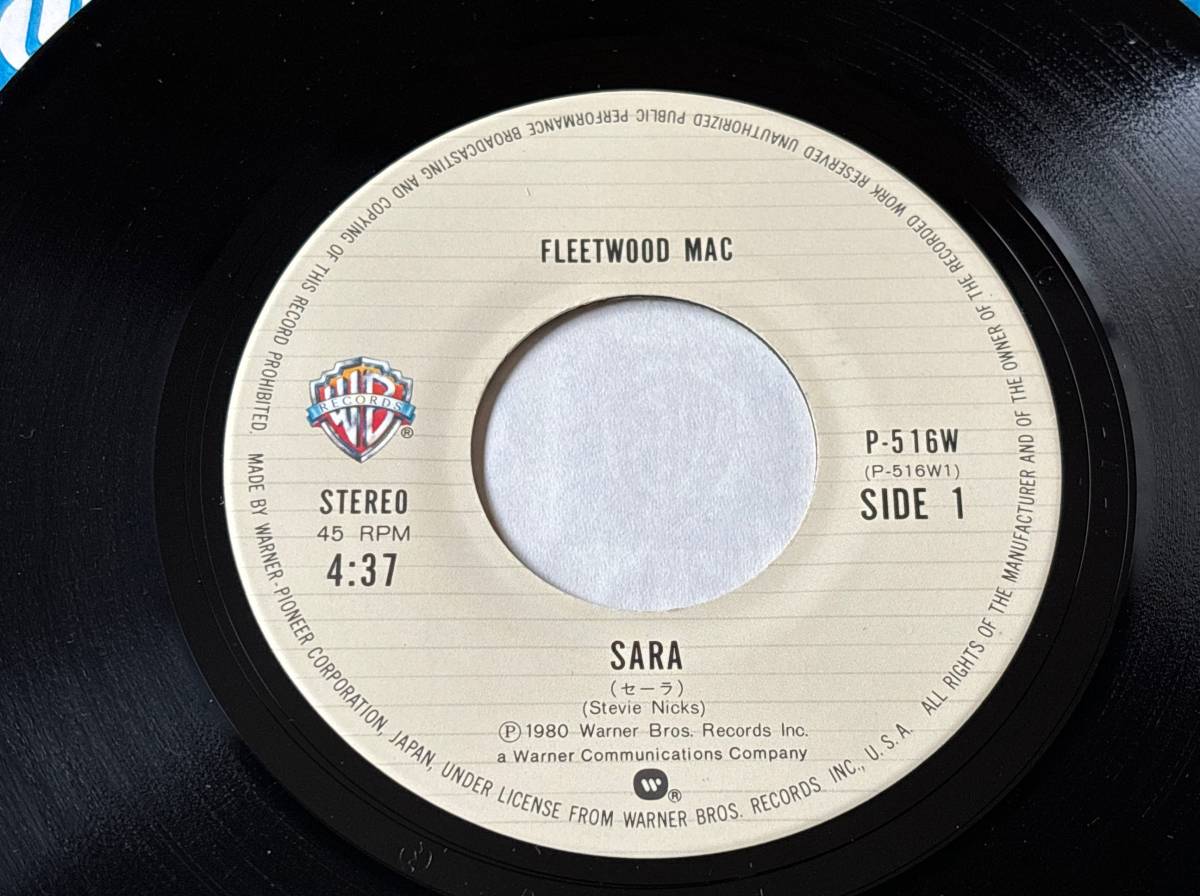 FLEETWOOD MAC
WB
RECORDS
®
STEREO
45 RPM
4:37
P-516W
(P-516W1)
SIDE 1
SARA
(セーラ)
(Stevie Nicks)
Ⓟ1980 Warner Bros. Records Inc.
a Warner Communications Company
®
MADE BY WARNER-PIONEER CORPORATION, JAPAN, UNDER LICENSE FROM WARNER BROS. RECORDS INC., U.S.A. ALL RIGHTS OF THE MANUFACTURER AND OF THE OWNER OF THE RECORDED WORK RESERVED UNAUTHORIZED PUBLIC PERFORMANCE BROADCASTING AND COPYING OF THIS RECORD PROHIBITED.